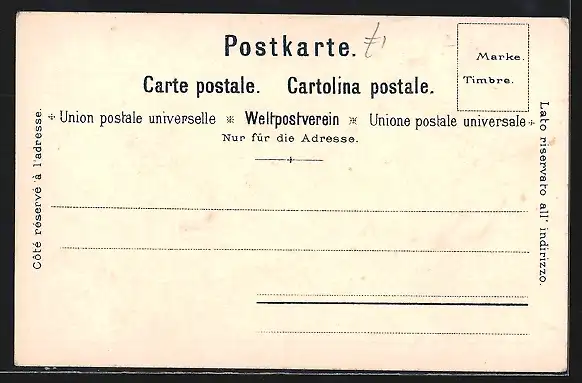 Postkarte.
Carte postale. Cartolina postale.
Marke.
Timbre.
Union postale universelle ※ Weltpostverein ※ Unione postale universale
Nur für die Adresse.
Côté réservé à l'adresse.
Lato riservato all' indirizzo.